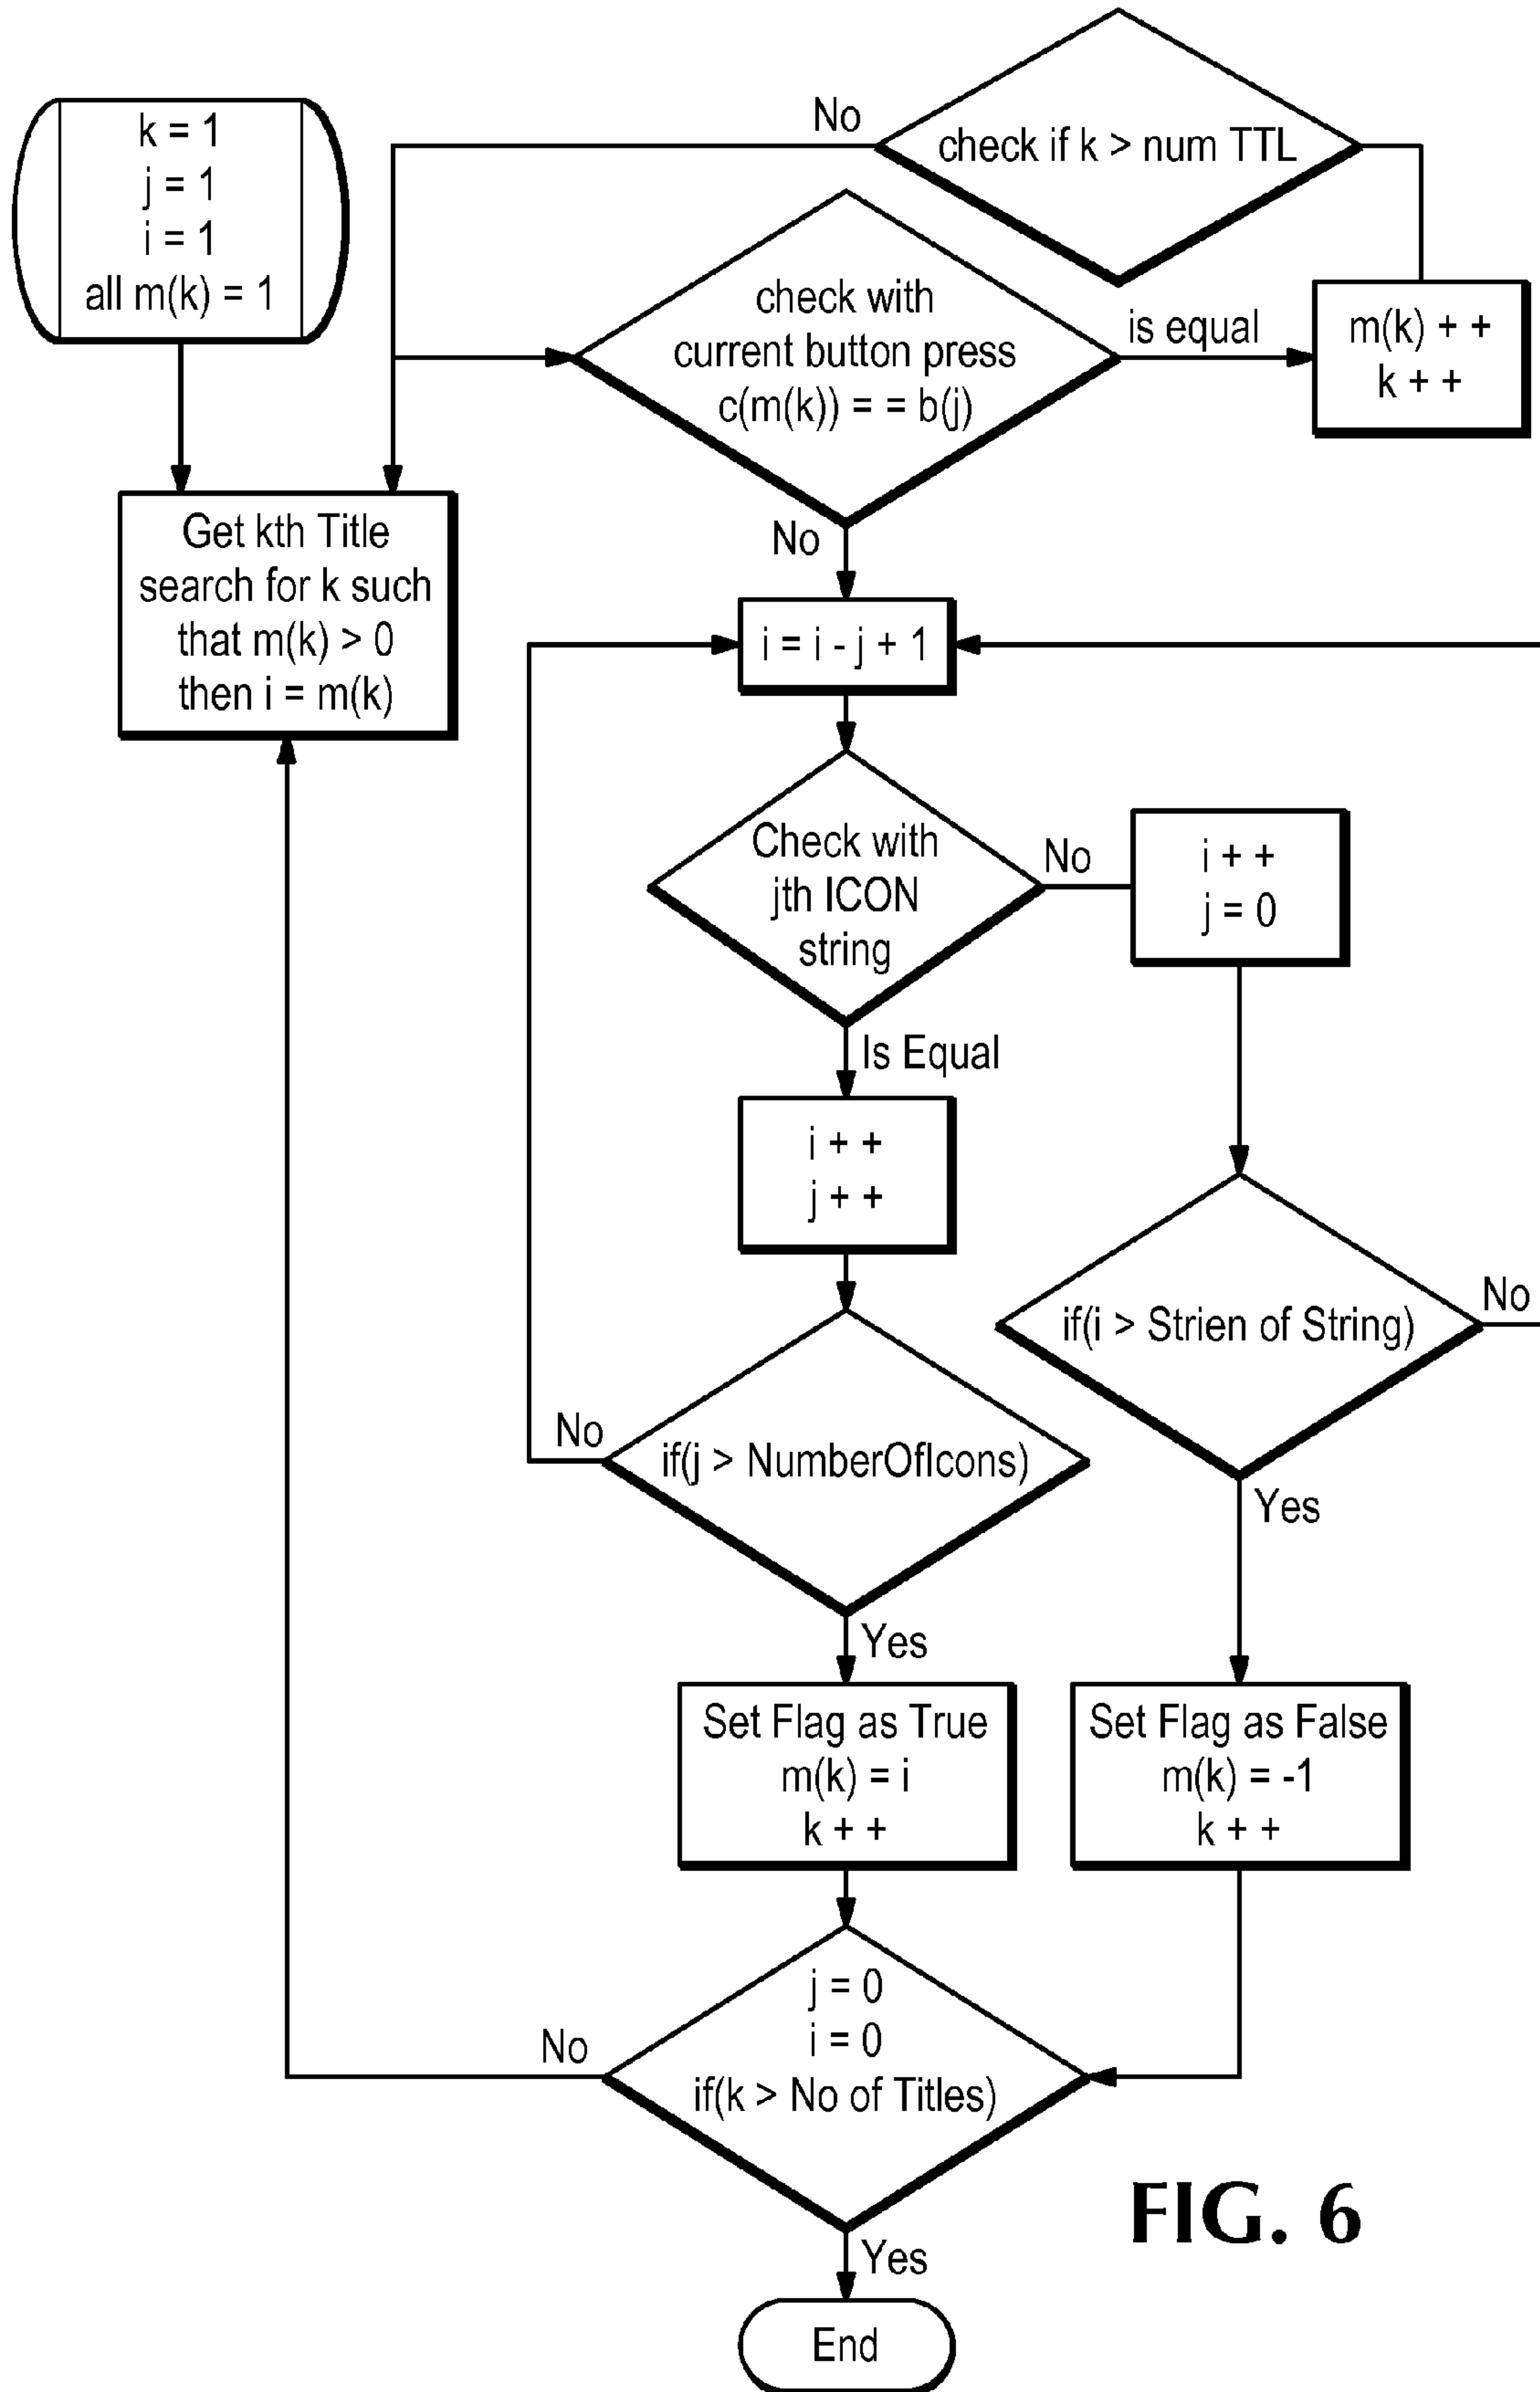 k = 1
j = 1
i = 1
all m(k) = 1
No
check if k > num TTL
check with
current button press
c(m(k)) = = b(j)
is equal
m(k) + +
k + +
Get kth Title
search for k such
that m(k) > 0
then i = m(k)
No
i = i - j + 1
Check with
jth ICON
string
No
i + +
j = 0
Is Equal
i + +
j + +
if(i > Strien of String)
No
No
if(j > NumberOfIcons)
Yes
Yes
Set Flag as True
m(k) = i
k + +
Set Flag as False
m(k) = -1
k + +
No
j = 0
i = 0
if(k > No of Titles)
Yes
End
FIG. 6